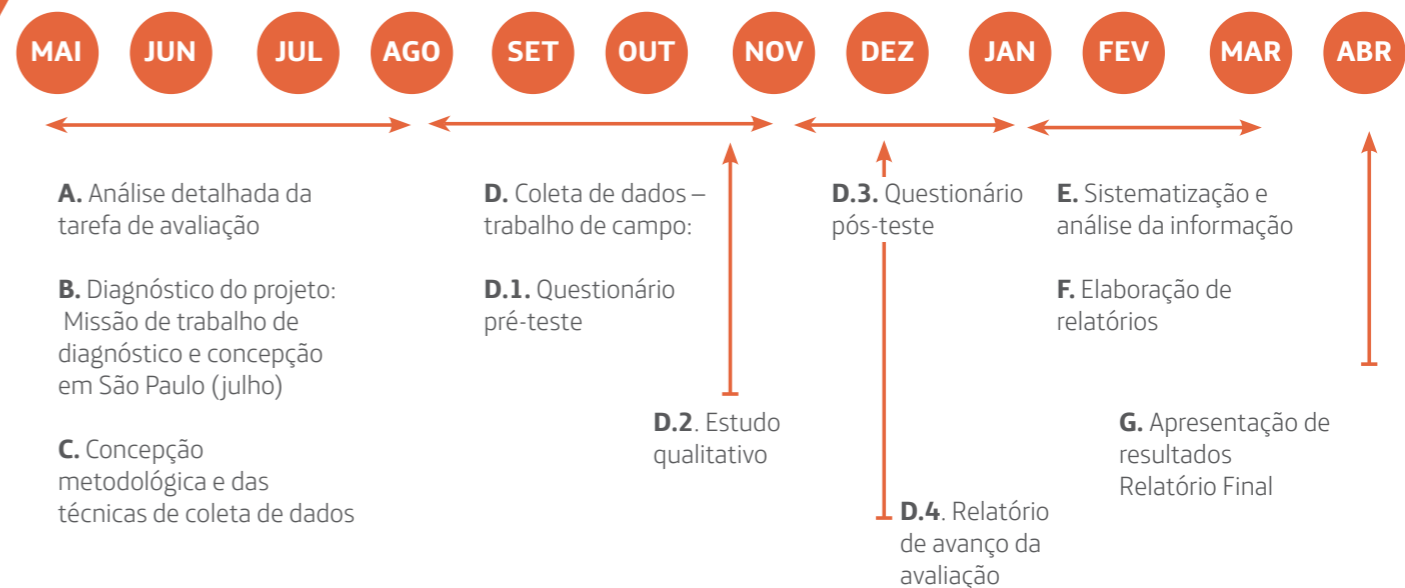 MAI JUN JUL AGO SET OUT NOV DEZ JAN FEV MAR ABR
A. Análise detalhada da
tarefa de avaliação
B. Diagnóstico do projeto:
Missão de trabalho de
diagnóstico e concepção
em São Paulo (julho)
C. Concepção
metodológica e das
técnicas de coleta de dados
D. Coleta de dados –
trabalho de campo:
D.1. Questionário
pré-teste
D.2. Estudo
qualitativo
D.3. Questionário
pós-teste
D.4. Relatório
de avanço da
avaliação
E. Sistematização e
análise da informação
F. Elaboração de
relatórios
G. Apresentação de
resultados
Relatório Final